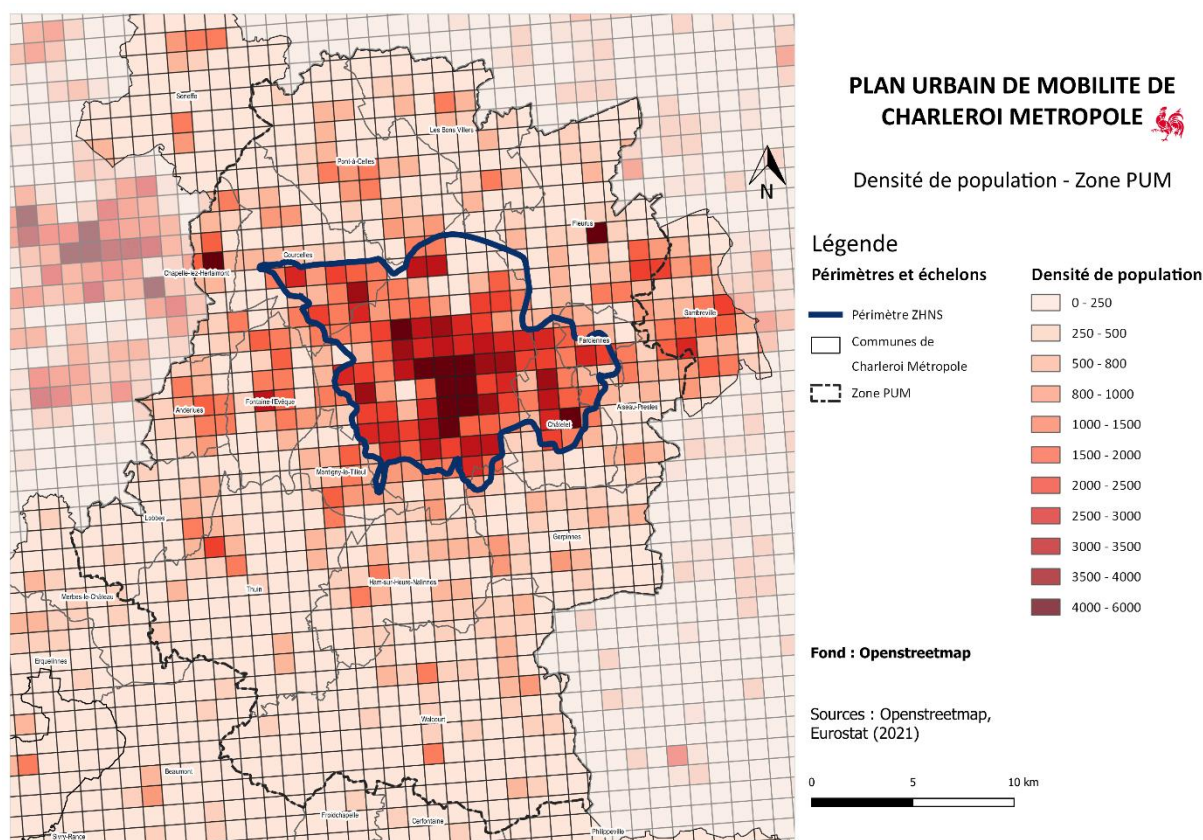 PLAN URBAIN DE MOBILITE DE
CHARLEROI METROPOLE
Densité de population - Zone PUM
N
Légende
Périmètres et échelons
Périmètre ZHNS
Communes de
Charleroi Métropole
Zone PUM
Densité de population
0 - 250
250 - 500
500 - 800
800 - 1000
1000 - 1500
1500 - 2000
2000 - 2500
2500 - 3000
3000 - 3500
3500 - 4000
4000 - 6000
Fond : Openstreetmap
Sources : Openstreetmap,
Eurostat (2021)
0 5 10 km
Seneffe
Les Bons Villers
Pont-à-Celles
Fleurus
Courcelles
Chapelle-lez-Herlaimont
Sambreville
Farciennes
Fontaine-l'Evêque
Anderlues
Aiseau-Presles
Châtelet
Montigny-le-Tilleul
Lobbes
Gerpinnes
Ham-sur-Heure-Nalinnes
Thuin
Merbes-le-Château
Erquelinnes
Walcourt
Beaumont
Froidchapelle
Cerfontaine
Philippeville
Sivry-Rance